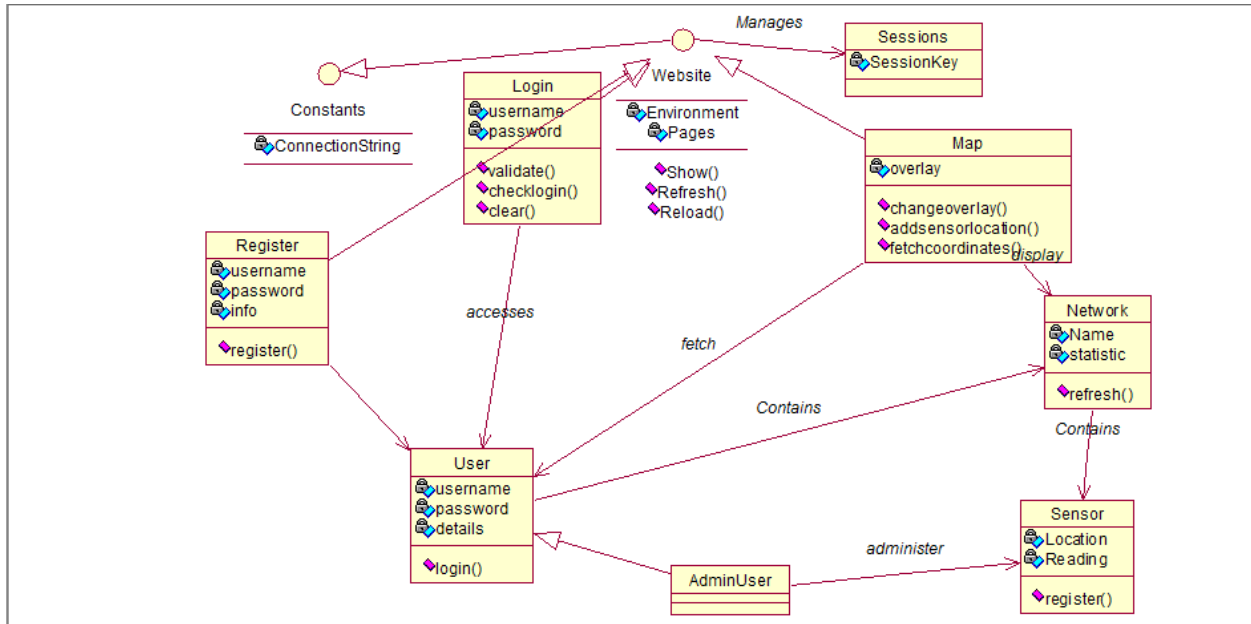 Manages
Sessions
SessionKey
Website
Environment
Pages
Show()
Refresh()
Reload()
Constants
ConnectionString
Login
username
password
validate()
checklogin()
clear()
Map
overlay
changeoverlay()
addsensorlocation()
fetchcoordinates()
display
Register
username
password
info
register()
accesses
fetch
Network
Name
statistic
refresh()
Contains
Contains
User
username
password
details
login()
Sensor
Location
Reading
register()
administer
AdminUser